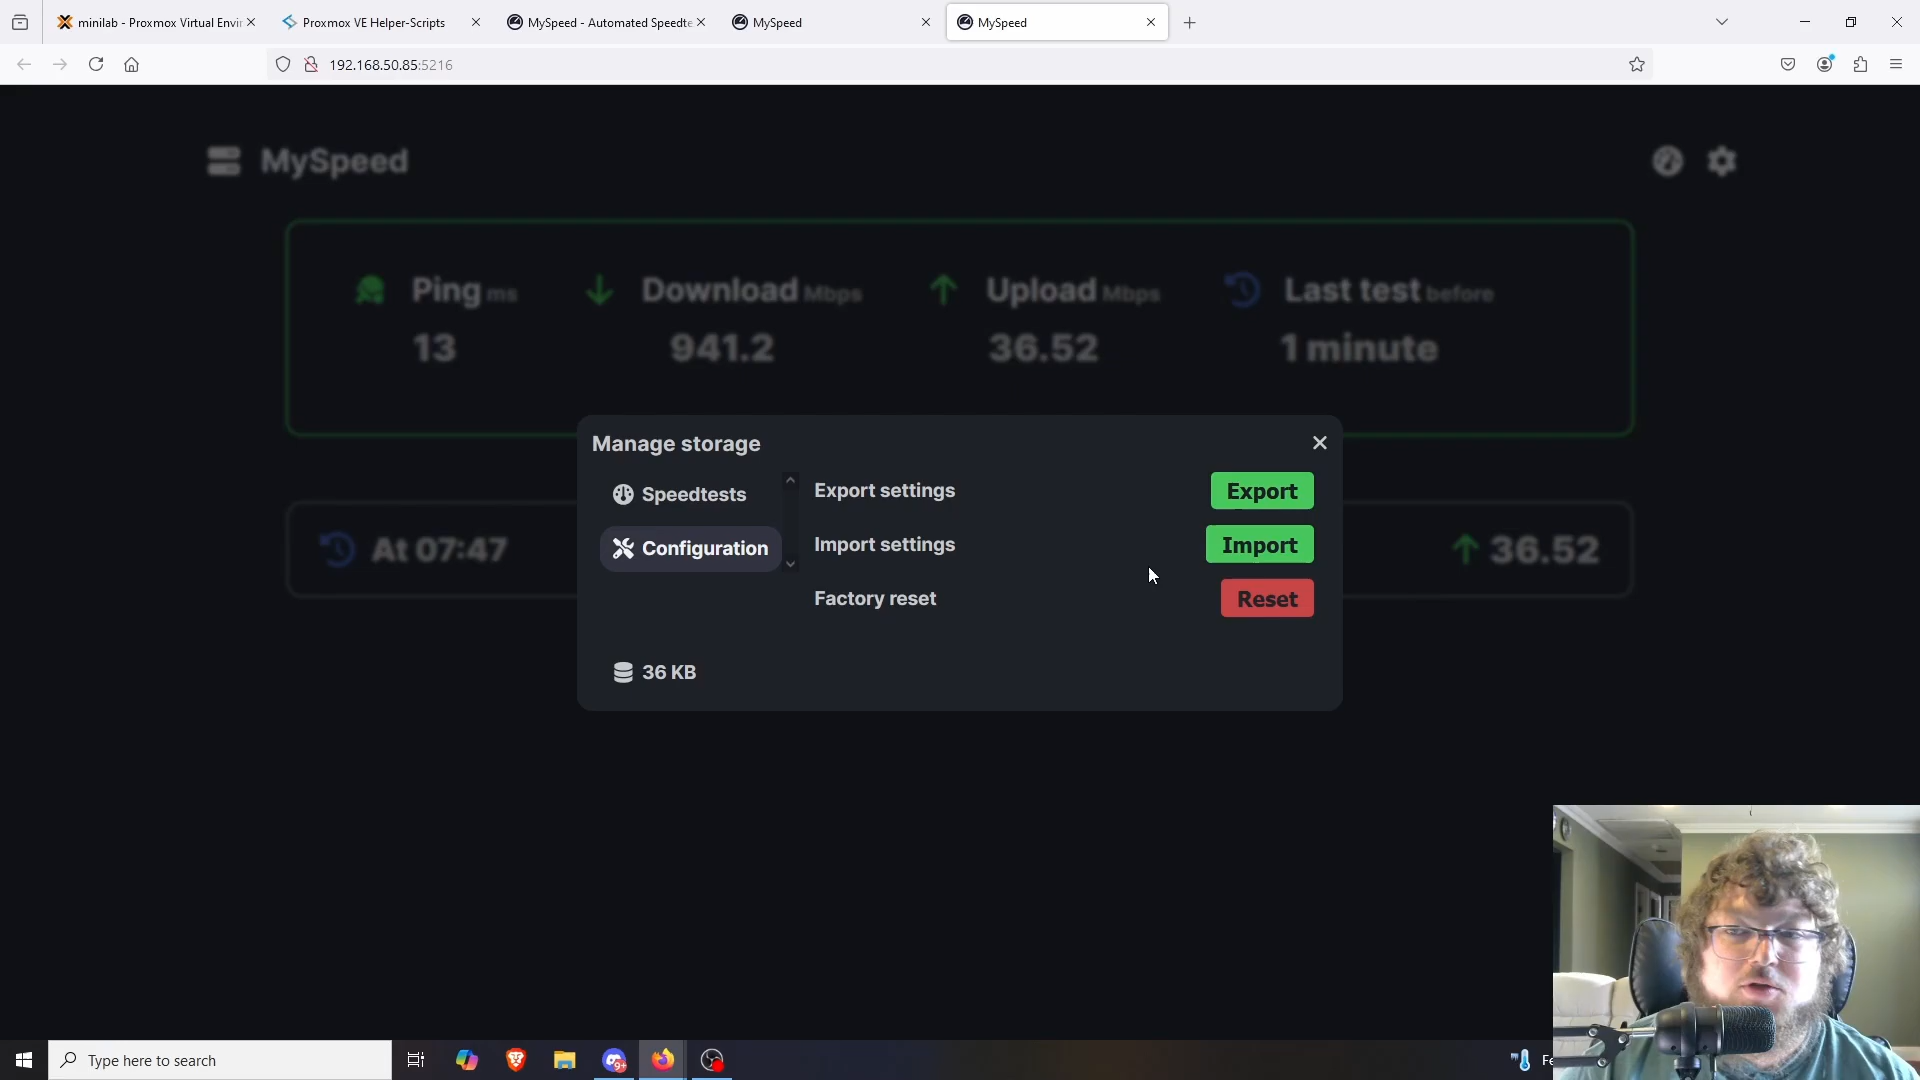 minilab - Proxmox Virtual Envir
Proxmox VE Helper-Scripts
MySpeed - Automated Speedte
MySpeed
MySpeed
192.168.50.85:5216
MySpeed
Ping ms
Download Mbps
Upload Mbps
Last test before
13
941.2
36.52
1 minute
Manage storage
Speedtests
Export settings
Export
At 07:47
Configuration
Import settings
Import
36.52
Factory reset
Reset
36 KB
Type here to search
9+